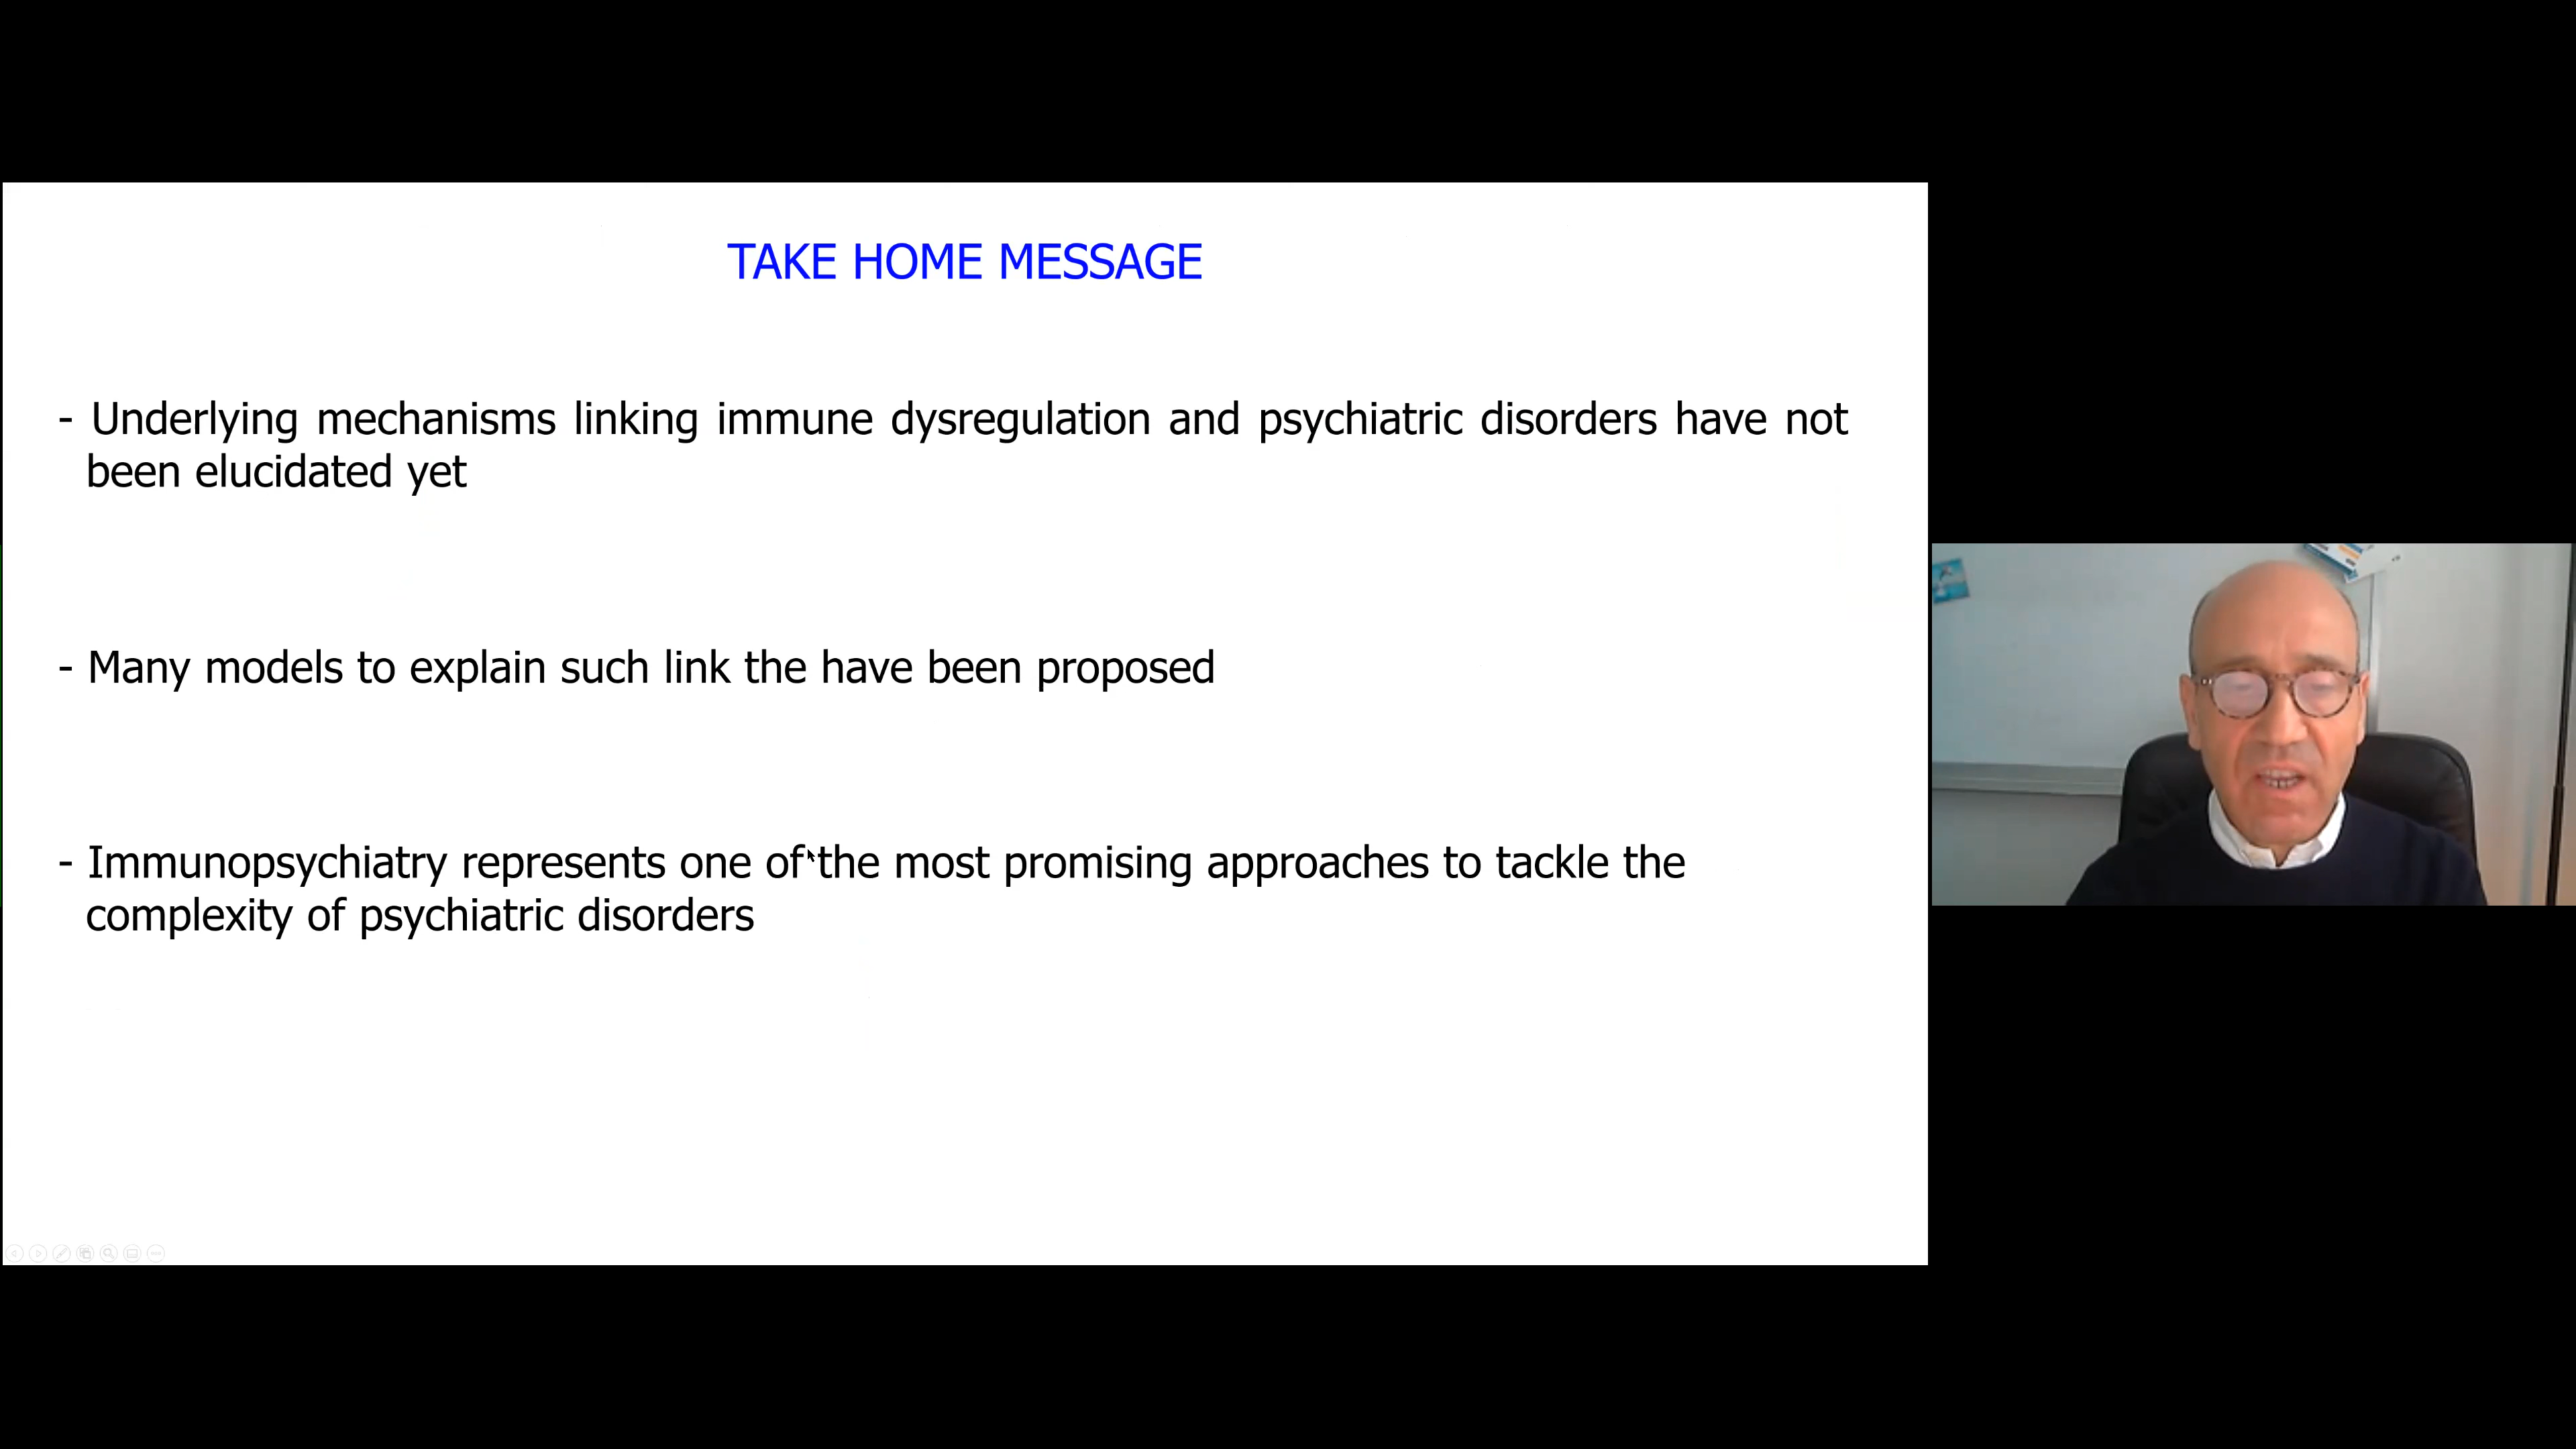 TAKE HOME MESSAGE
- Underlying mechanisms linking immune dysregulation and psychiatric disorders have not
been elucidated yet
- Many models to explain such link the have been proposed
- Immunopsychiatry represents one of the most promising approaches to tackle the
complexity of psychiatric disorders